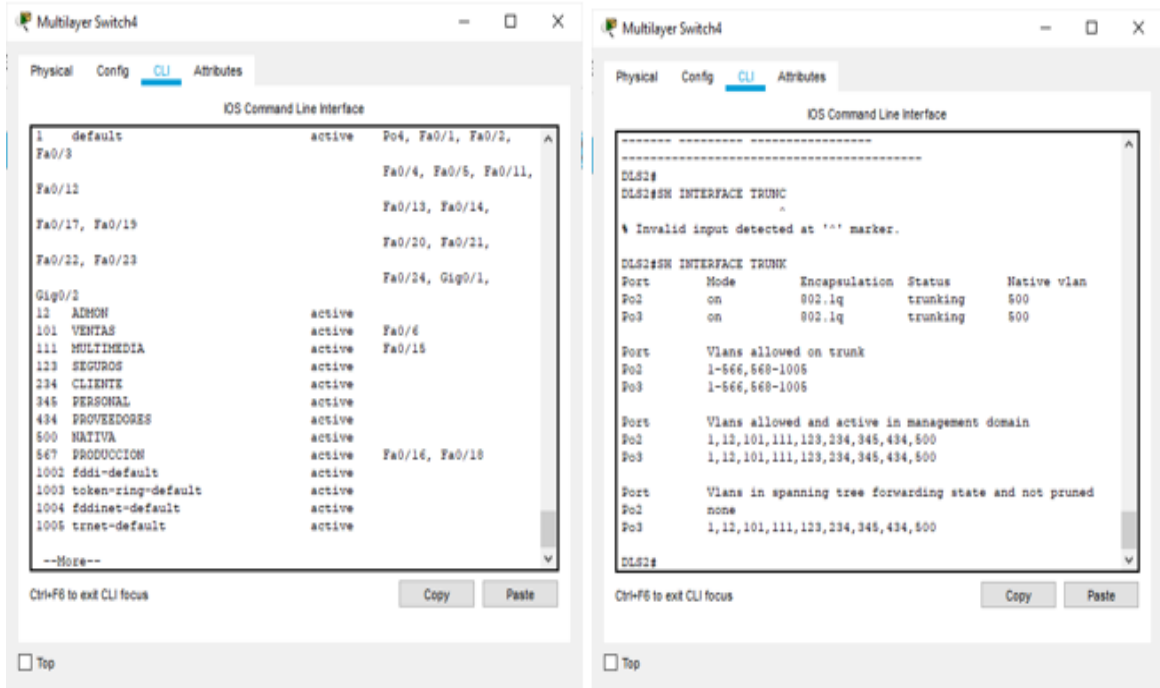 Multilayer Switch4
Physical Config CLI Attributes
IOS Command Line Interface
1 default active Po4, Fa0/1, Fa0/2,
Fa0/3
Fa0/4, Fa0/5, Fa0/11,
Fa0/12
Fa0/13, Fa0/14,
Fa0/17, Fa0/19
Fa0/20, Fa0/21,
Fa0/22, Fa0/23
Fa0/24, Gig0/1,
Gig0/2
12 ADMON active
101 VENTAS active Fa0/6
111 MULTIMEDIA active Fa0/15
123 SEGUROS active
234 CLIENTE active
345 PERSONAL active
434 PROVEEDORES active
500 NATIVA active
567 PRODUCCION active Fa0/16, Fa0/18
1002 fddi-default active
1003 token-ring-default active
1004 fddinet-default active
1005 trnet-default active
--More--
Ctrl+F6 to exit CLI focus
Copy Paste
Top
Multilayer Switch4
Physical Config CLI Attributes
IOS Command Line Interface
------- --------- ------------------
------------------------------------------
DLS2#
DLS2#SH INTERFACE TRUNC
^
% Invalid input detected at '^' marker.
DLS2#SH INTERFACE TRUNK
Port Mode Encapsulation Status Native vlan
Po2 on 802.1q trunking 500
Po3 on 802.1q trunking 500
Port Vlans allowed on trunk
Po2 1-566,568-1005
Po3 1-566,568-1005
Port Vlans allowed and active in management domain
Po2 1,12,101,111,123,234,345,434,500
Po3 1,12,101,111,123,234,345,434,500
Port Vlans in spanning tree forwarding state and not pruned
Po2 none
Po3 1,12,101,111,123,234,345,434,500
DLS2#
Ctrl+F6 to exit CLI focus
Copy Paste
Top